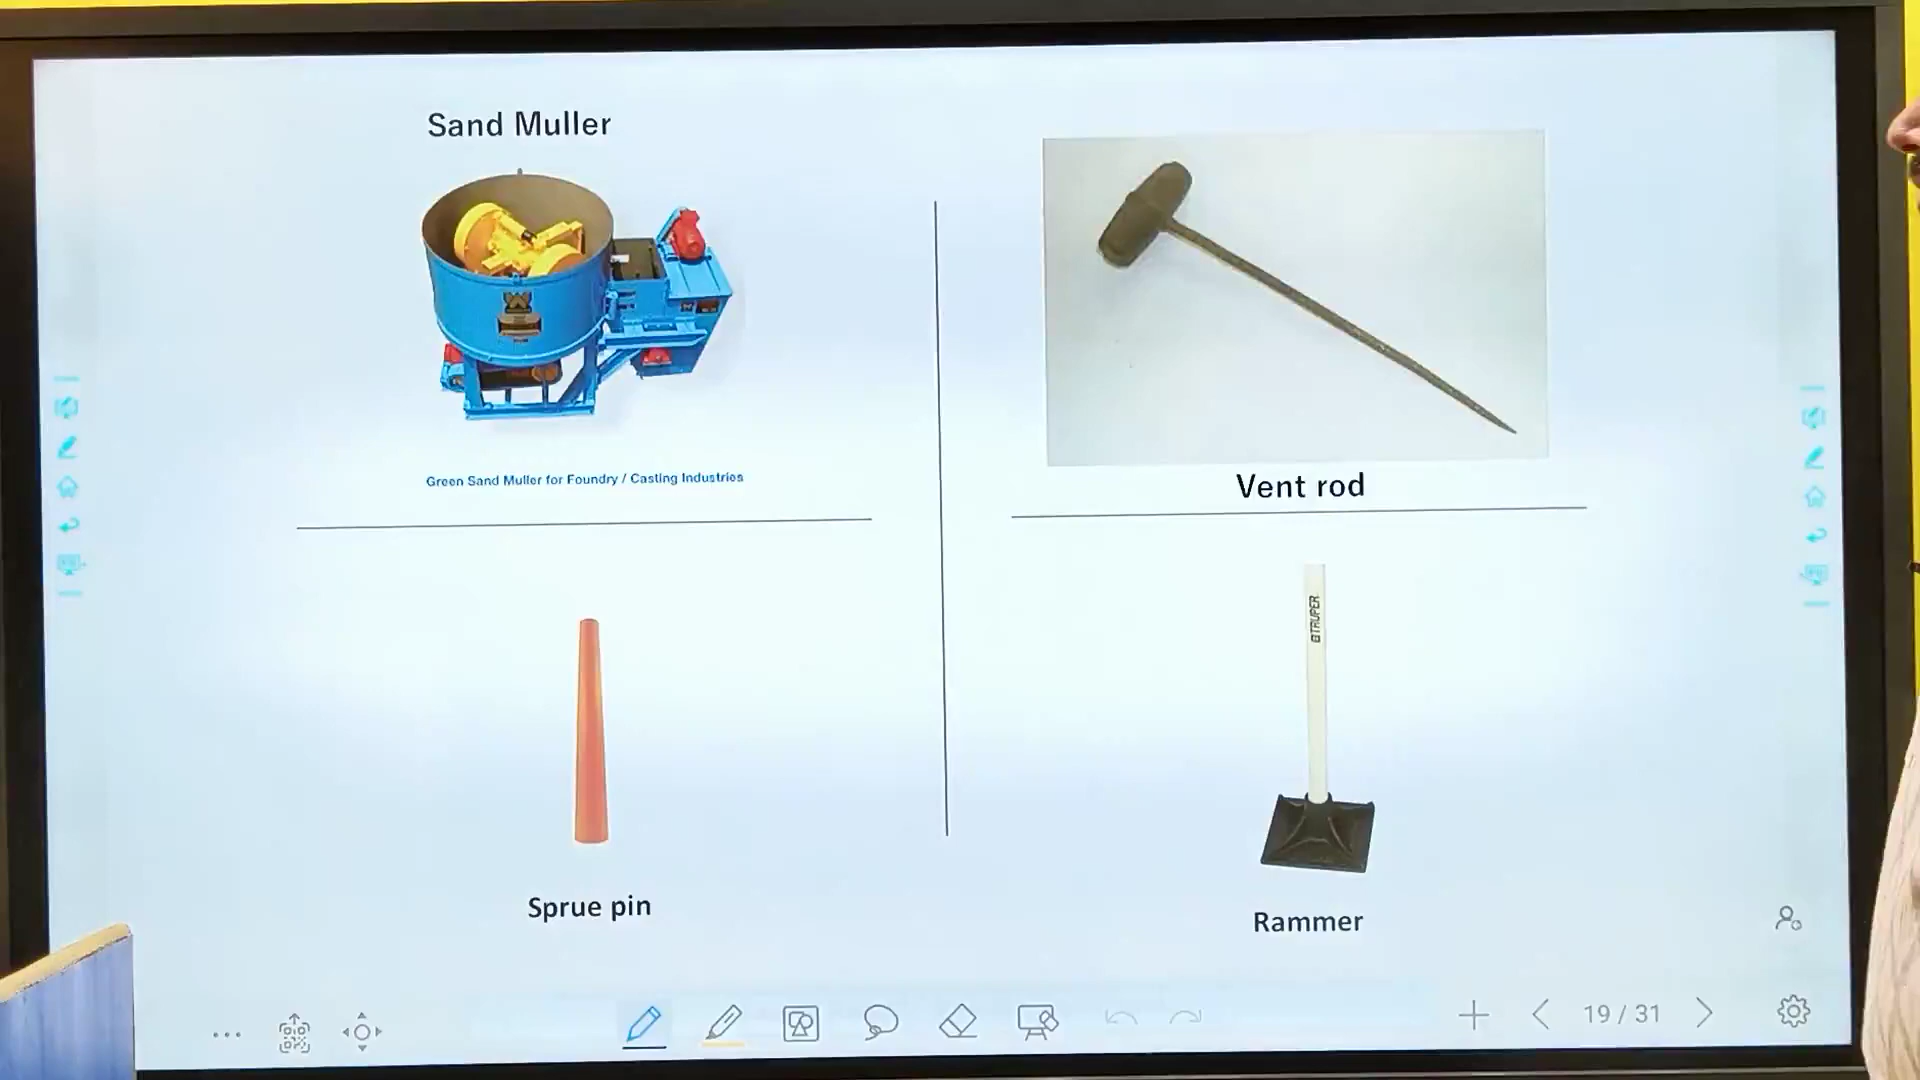 Sand Muller
Green Sand Muller for Foundry / Casting Industries
Vent rod
Sprue pin
TRUPER
Rammer
19 / 31